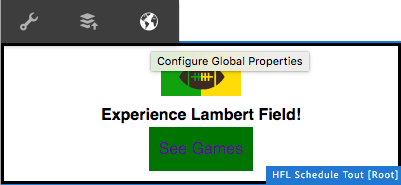 Configure Global Properties
Experience Lambert Field!
See Games
HFL Schedule Tout [Root]